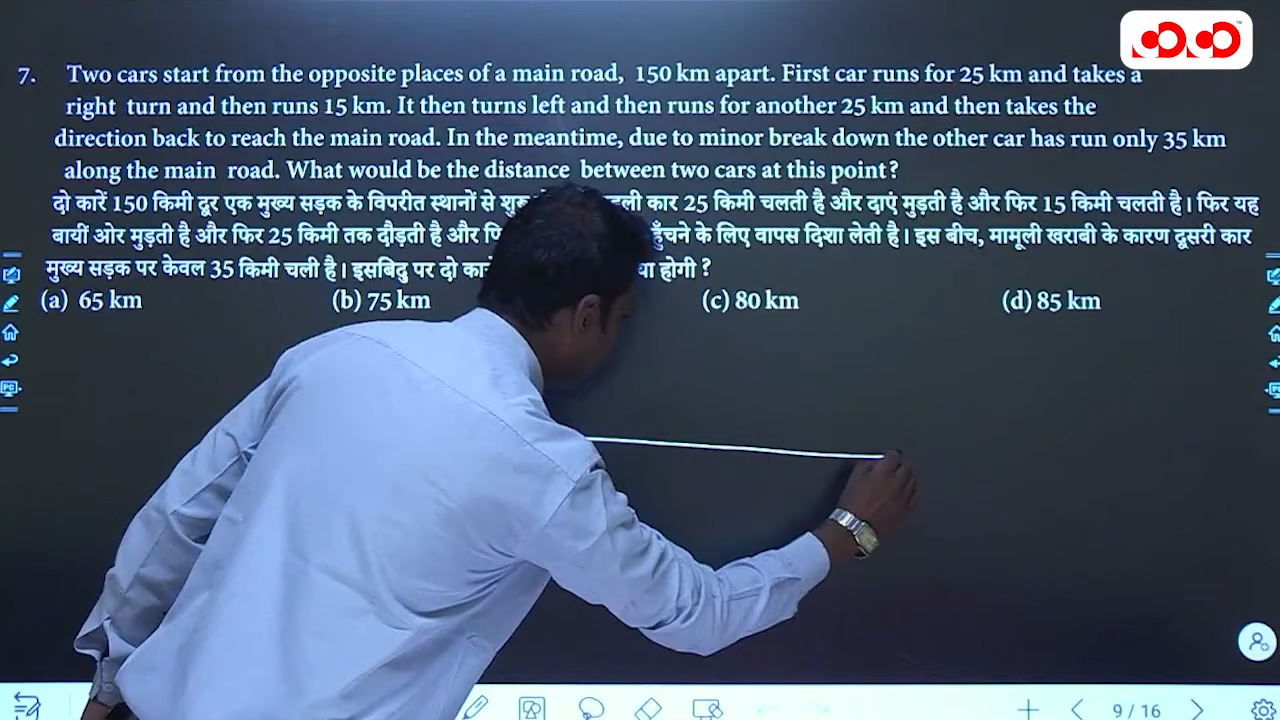 7. Two cars start from the opposite places of a main road, 150 km apart. First car runs for 25 km and takes a
right turn and then runs 15 km. It then turns left and then runs for another 25 km and then takes the
direction back to reach the main road. In the meantime, due to minor break down the other car has run only 35 km
along the main road. What would be the distance between two cars at this point?
दो कारें 150 किमी दूर एक मुख्य सड़क के विपरीत स्थानों से कार 25 किमी चलती है और दाएं मुड़ती है और फिर 15 किमी चलती है। फिर यह
बायीं ओर मुड़ती है और फिर 25 किमी तक दौड़ती है और के लिए वापस दिशा लेती है। इस बीच, मामूली खराबी के कारण दूसरी कार
मुख्य सड़क पर केवल 35 किमी चली है। इसबिंदु पर दो होगी ?
(a) 65 km (b) 75 km (c) 80 km (d) 85 km
PC
9 / 16